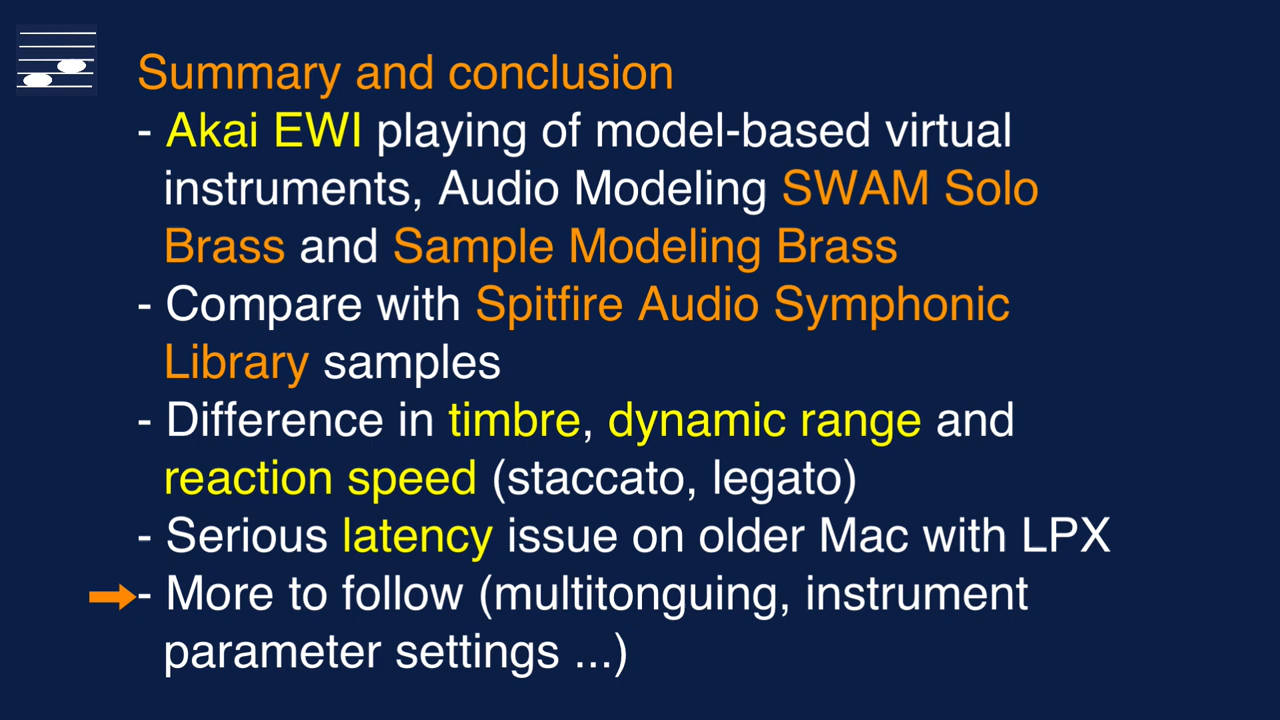 Summary and conclusion
- Akai EWI playing of model-based virtual
instruments, Audio Modeling SWAM Solo
Brass and Sample Modeling Brass
- Compare with Spitfire Audio Symphonic
Library samples
- Difference in timbre, dynamic range and
reaction speed (staccato, legato)
- Serious latency issue on older Mac with LPX
- More to follow (multitonguing, instrument
parameter settings ...)